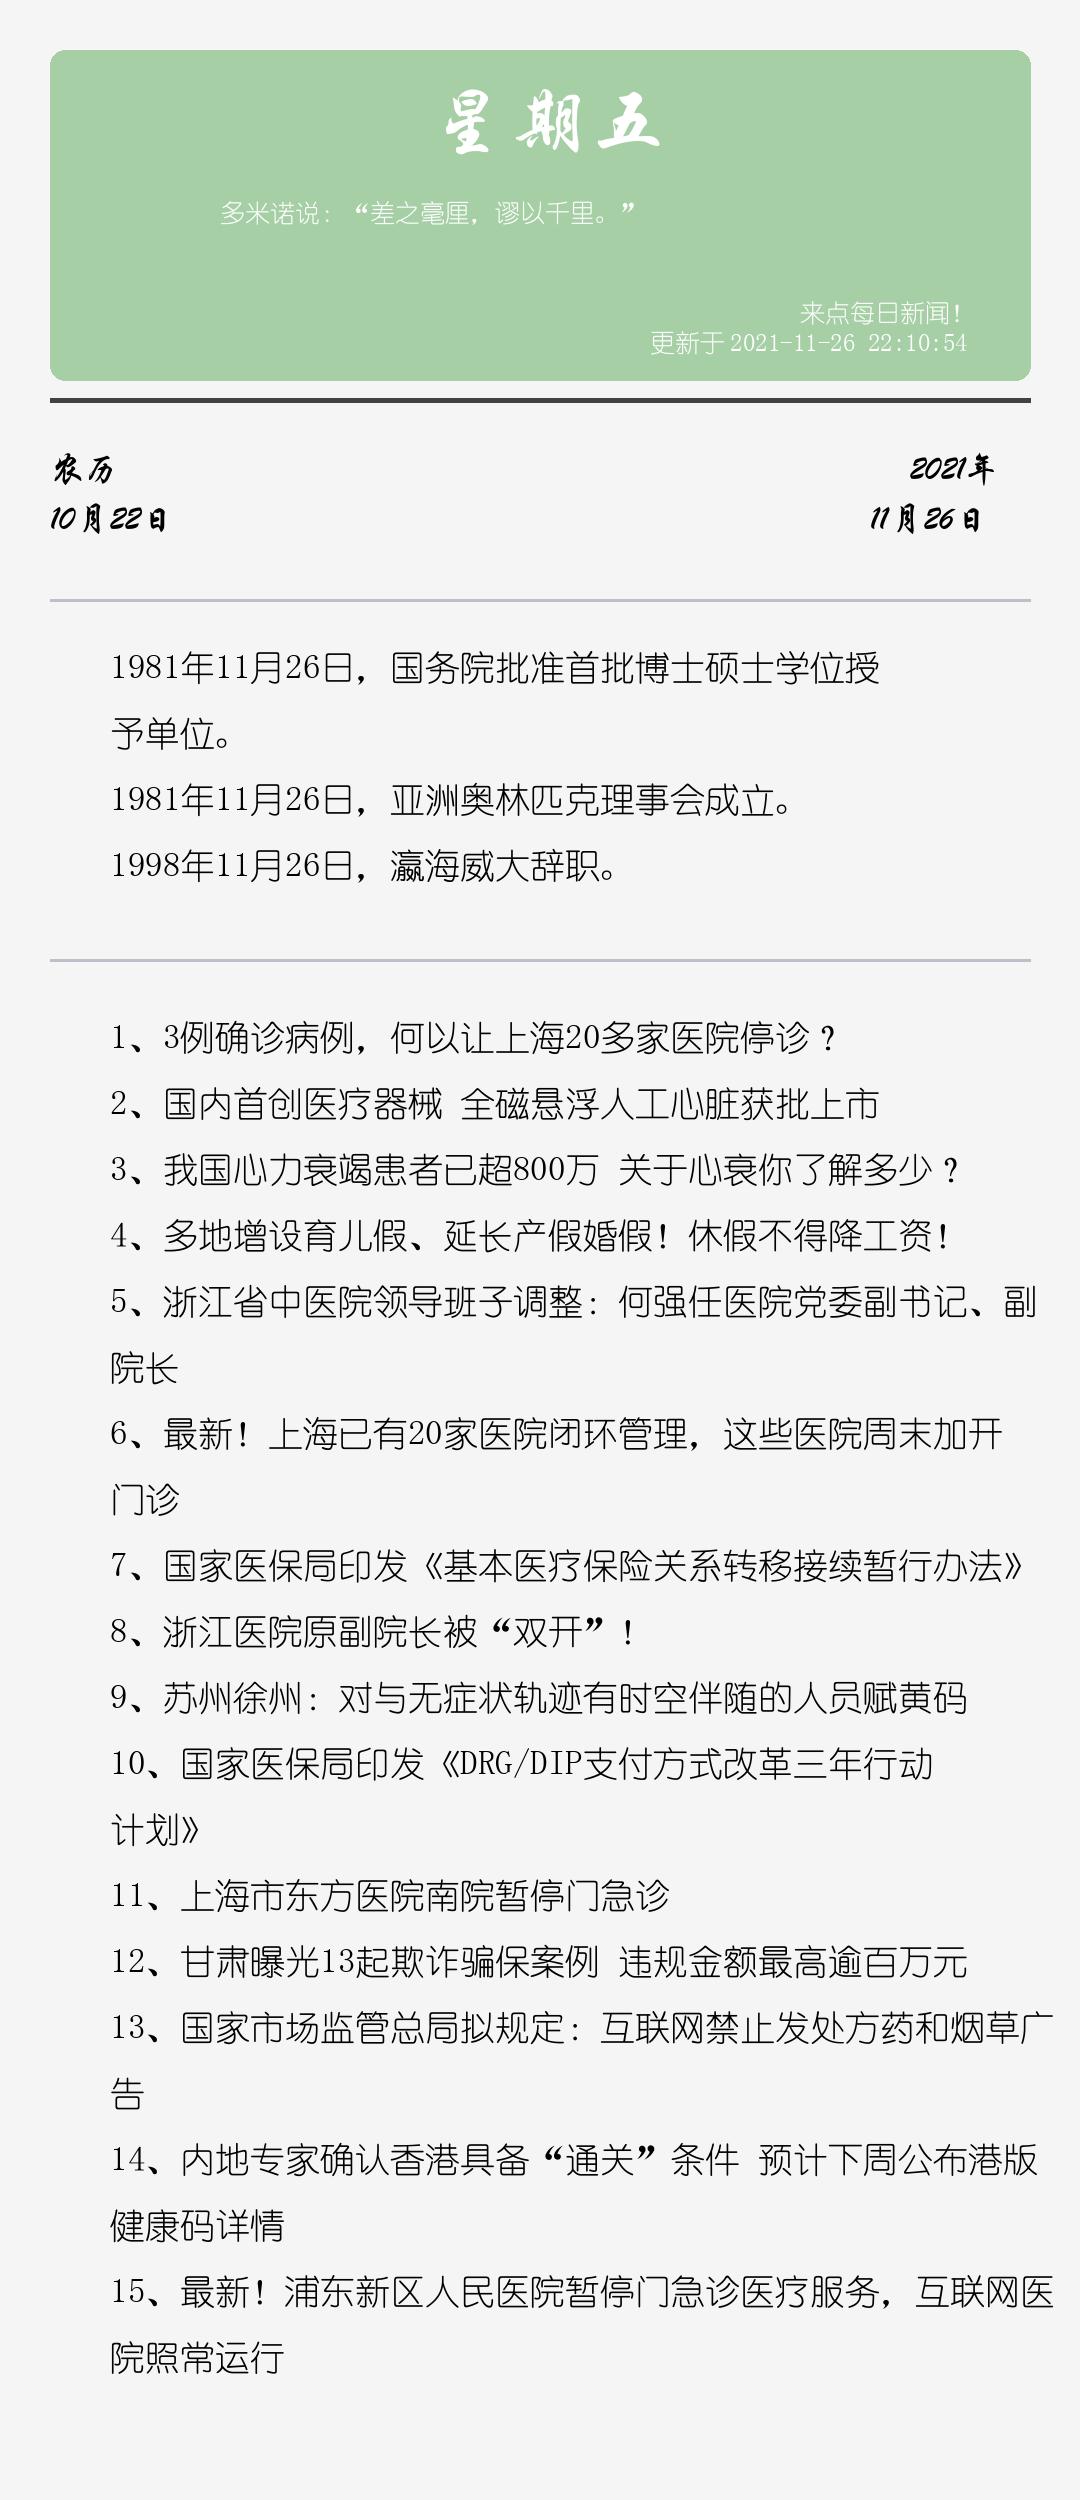 星期五
多米诺说：“差之毫厘，谬以千里。”
来点每日新闻！
更新于 2021-11-26 22:10:54
农历
2021年
10月22日
11月26日
1981年11月26日，国务院批准首批博士硕士学位授
予单位。
1981年11月26日，亚洲奥林匹克理事会成立。
1998年11月26日，瀛海威大辞职。
1、3例确诊病例，何以让上海20多家医院停诊？
2、国内首创医疗器械 全磁悬浮人工心脏获批上市
3、我国心力衰竭患者已超800万 关于心衰你了解多少？
4、多地增设育儿假、延长产假婚假！休假不得降工资！
5、浙江省中医院领导班子调整：何强任医院党委副书记、副
院长
6、最新！上海已有20家医院闭环管理，这些医院周末加开
门诊
7、国家医保局印发《基本医疗保险关系转移接续暂行办法》
8、浙江医院原副院长被“双开”！
9、苏州徐州：对与无症状轨迹有时空伴随的人员赋黄码
10、国家医保局印发《DRG/DIP支付方式改革三年行动
计划》
11、上海市东方医院南院暂停门急诊
12、甘肃曝光13起欺诈骗保案例 违规金额最高逾百万元
13、国家市场监管总局拟规定：互联网禁止发处方药和烟草广
告
14、内地专家确认香港具备“通关”条件 预计下周公布港版
健康码详情
15、最新！浦东新区人民医院暂停门急诊医疗服务，互联网医
院照常运行